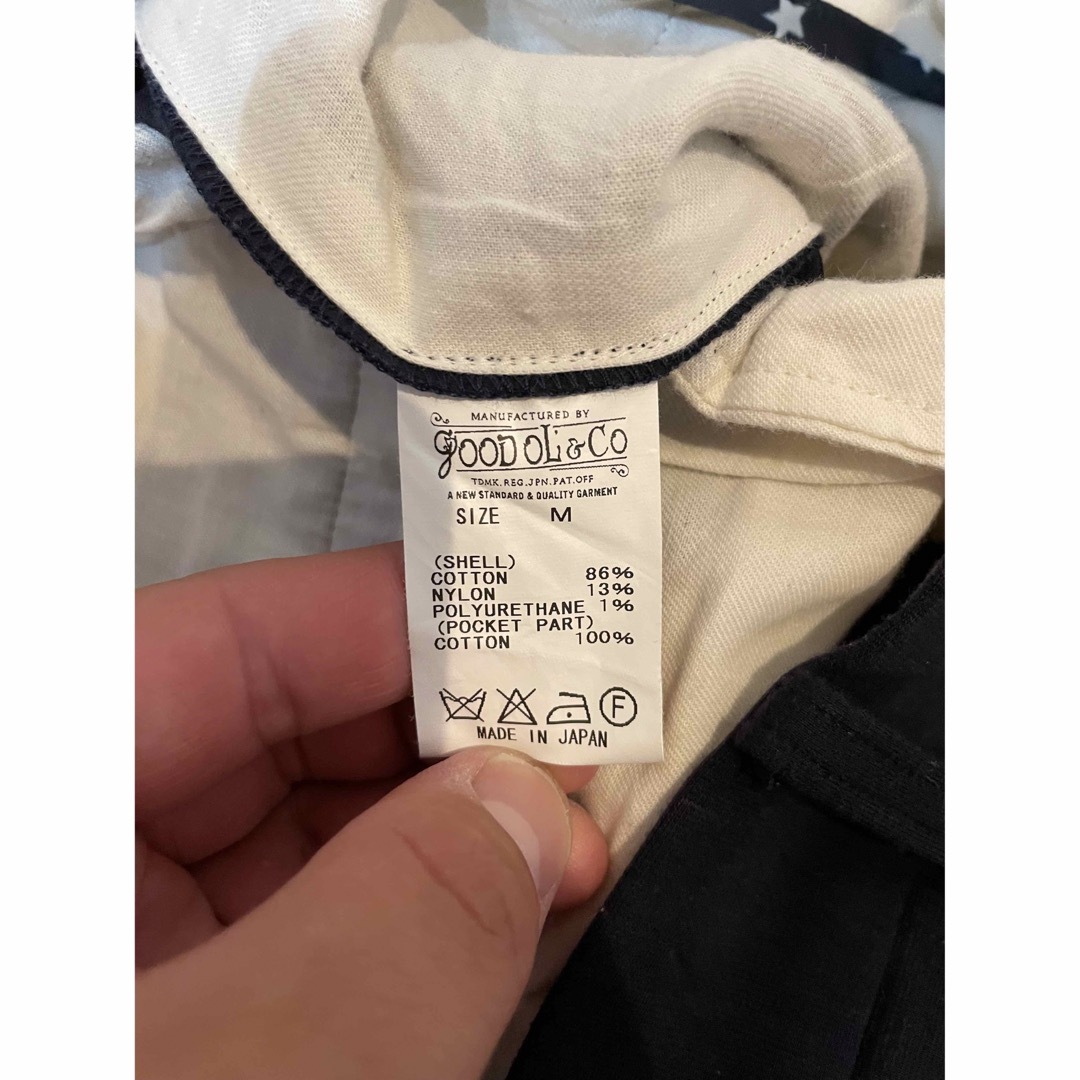 MANUFACTURED BY
GOOD OL' & CO
TDMK.REG.JPN.PAT.OFF
A NEW STANDARD & QUALITY GARMENT
SIZE M
(SHELL)
COTTON 86%
NYLON 13%
POLYURETHANE 1%
(POCKET PART)
COTTON 100%
F
MADE IN JAPAN